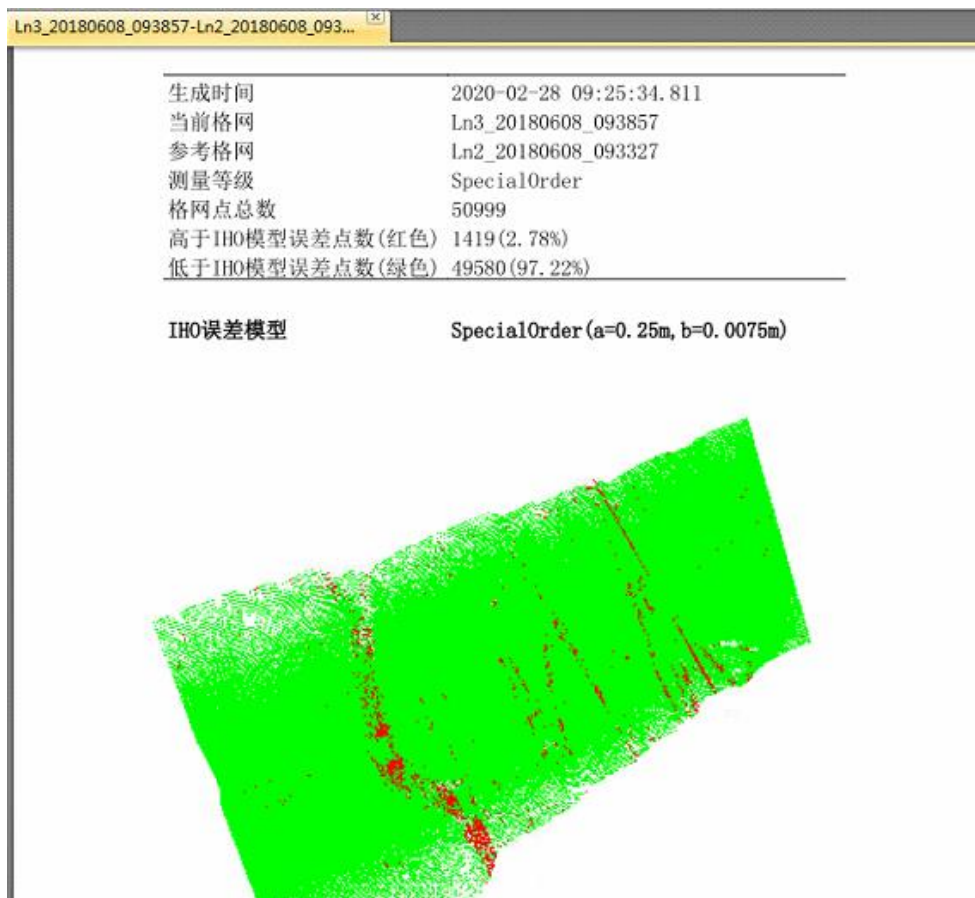 Ln3_20180608_093857-Ln2_20180608_093...
生成时间 2020-02-28 09:25:34.811
当前格网 Ln3_20180608_093857
参考格网 Ln2_20180608_093327
测量等级 SpecialOrder
格网点总数 50999
高于IHO模型误差点数(红色) 1419(2.78%)
低于IHO模型误差点数(绿色) 49580(97.22%)
IHO误差模型 SpecialOrder(a=0.25m,b=0.0075m)